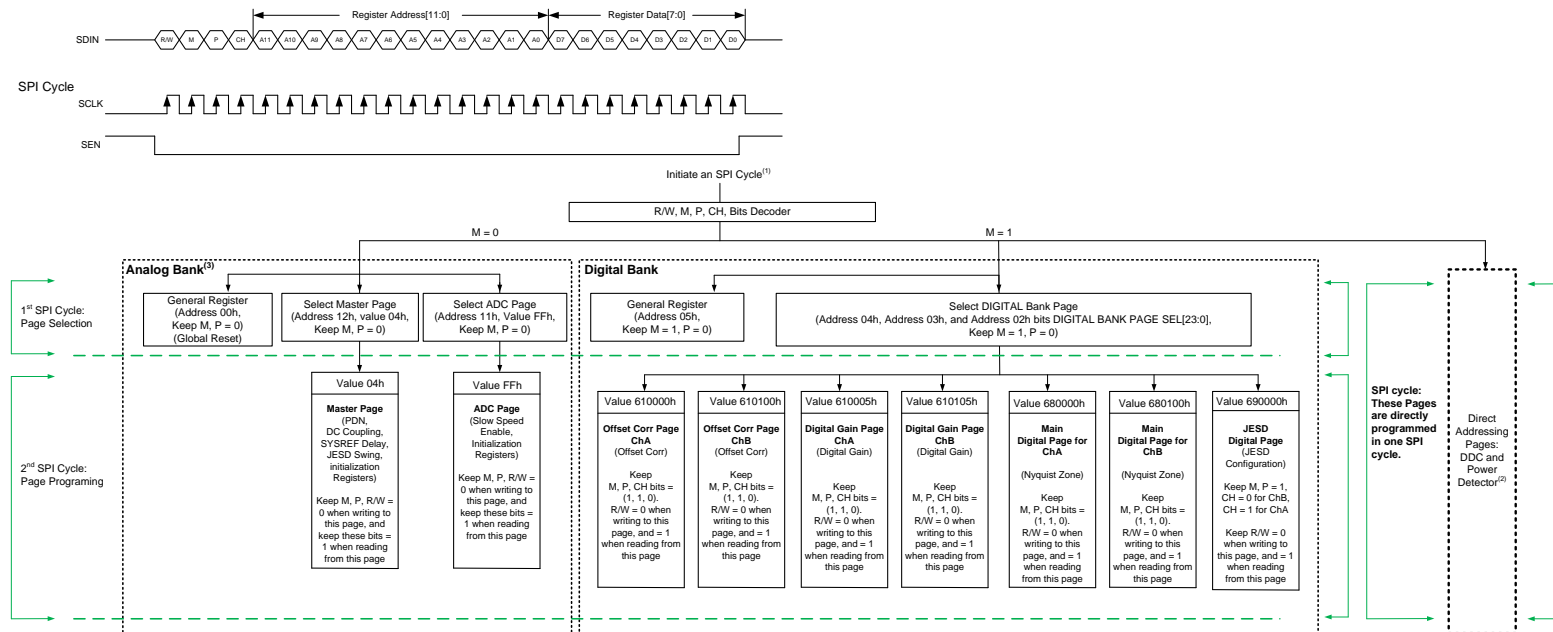 Register Address[11:0]
Register Data[7:0]
SDIN
R/W M P CH A11 A10 A9 A8 A7 A6 A5 A4 A3 A2 A1 A0 D7 D6 D5 D4 D3 D2 D1 D0
SPI Cycle
SCLK
SEN
Initiate an SPI Cycle(1)
R/W, M, P, CH, Bits Decoder
M = 0
M = 1
Analog Bank(3)
Digital Bank
1st SPI Cycle:
Page Selection
General Register
(Address 00h,
Keep M, P = 0)
(Global Reset)
Select Master Page
(Address 12h, value 04h,
Keep M, P = 0)
Select ADC Page
(Address 11h, Value FFh,
Keep M, P = 0)
General Register
(Address 05h,
Keep M = 1, P = 0)
Select DIGITAL Bank Page
(Address 04h, Address 03h, and Address 02h bits DIGITAL BANK PAGE SEL[23:0],
Keep M = 1, P = 0)
2nd SPI Cycle:
Page Programing
Value 04h
Master Page
(PDN,
DC Coupling,
SYSREF Delay,
JESD Swing,
initialization
Registers)
Keep M, P, R/W =
0 when writing to
this page, and
keep these bits =
1 when reading
from this page
Value FFh
ADC Page
(Slow Speed
Enable,
Initialization
Registers)
Keep M, P, R/W =
0 when writing to
this page, and
keep these bits =
1 when reading
from this page
Value 610000h
Offset Corr Page
ChA
(Offset Corr)
Keep
M, P, CH bits =
(1, 1, 0).
R/W = 0 when
writing to this
page, and = 1
when reading from
this page
Value 610100h
Offset Corr Page
ChB
(Offset Corr)
Keep
M, P, CH bits =
(1, 1, 0).
R/W = 0 when
writing to this
page, and = 1
when reading from
this page
Value 610005h
Digital Gain Page
ChA
(Digital Gain)
Keep
M, P, CH bits =
(1, 1, 0).
R/W = 0 when
writing to this
page, and = 1
when reading from
this page
Value 610105h
Digital Gain Page
ChB
(Digital Gain)
Keep
M, P, CH bits =
(1, 1, 0).
R/W = 0 when
writing to this
page, and = 1
when reading from
this page
Value 680000h
Main
Digital Page for
ChA
(Nyquist Zone)
Keep
M, P, CH bits =
(1, 1, 0).
R/W = 0 when
writing to this
page, and = 1
when reading
from this page
Value 680100h
Main
Digital Page for
ChB
(Nyquist Zone)
Keep
M, P, CH bits =
(1, 1, 0).
R/W = 0 when
writing to this
page, and = 1
when reading
from this page
Value 690000h
JESD
Digital Page
(JESD
Configuration)
Keep M, P = 1,
CH = 0 for ChB,
CH = 1 for ChA
Keep R/W = 0
when writing to
this page, and = 1
when reading from
this page
SPI cycle:
These Pages
are directly
programmed
in one SPI
cycle.
Direct
Addressing
Pages:
DDC and
Power
Detector(2)